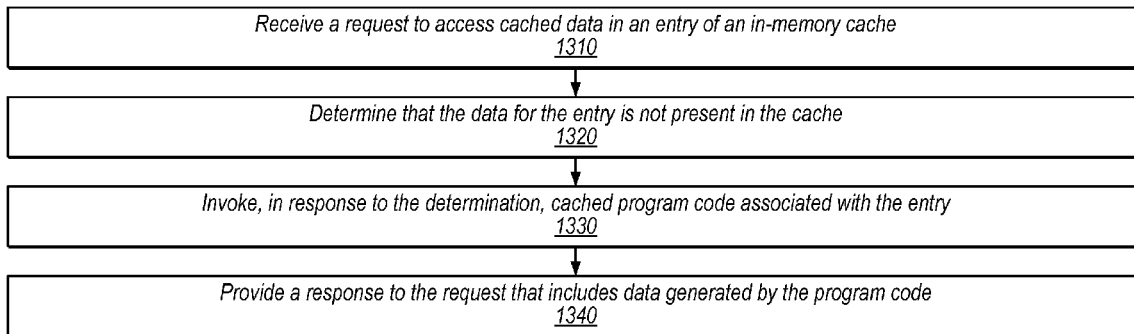 Receive a request to access cached data in an entry of an in-memory cache
1310
Determine that the data for the entry is not present in the cache
1320
Invoke, in response to the determination, cached program code associated with the entry
1330
Provide a response to the request that includes data generated by the program code
1340